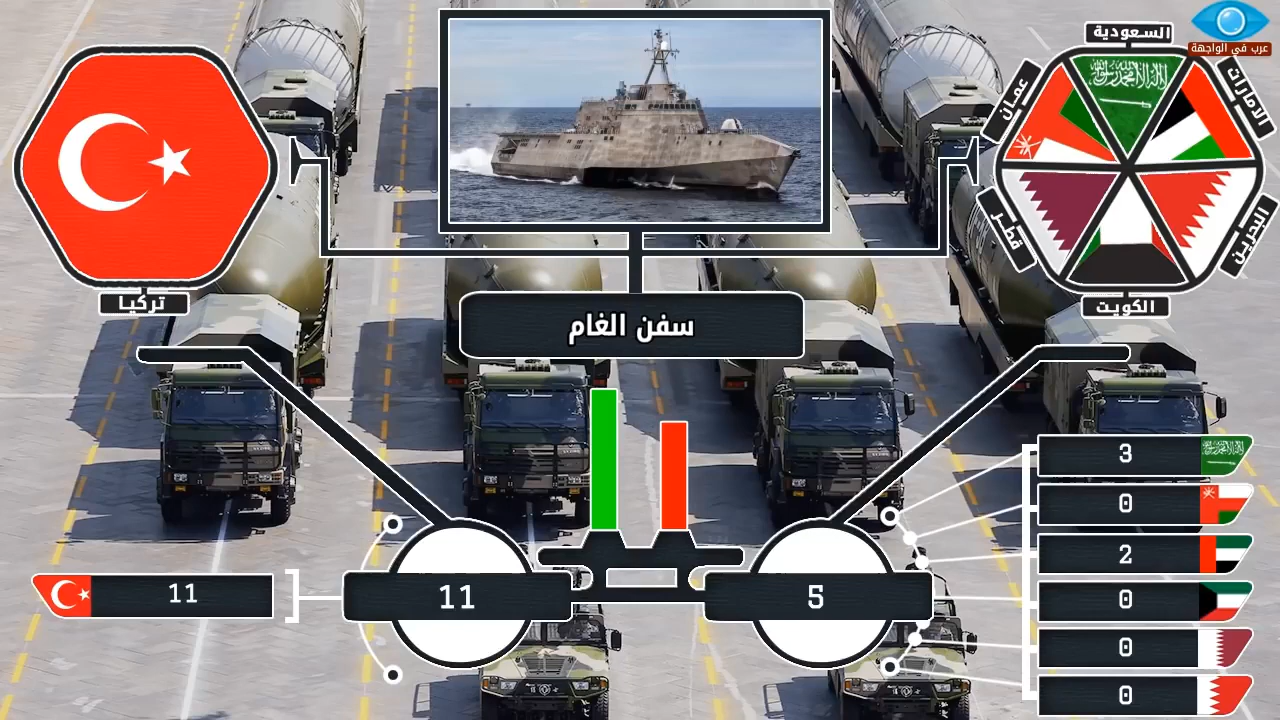 عرب في الواجهة
السعودية
عمان
الامارات
قطر
البحرين
الكويت
تركيا
سفن الغام
3
0
2
0
0
0
11
11
5